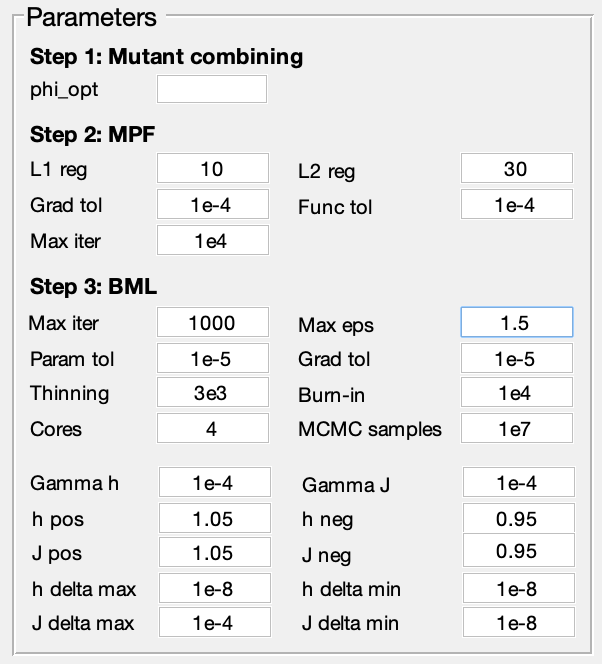 Parameters
Step 1: Mutant combining
phi_opt
Step 2: MPF
L1 reg 10 L2 reg 30
Grad tol 1e-4 Func tol 1e-4
Max iter 1e4
Step 3: BML
Max iter 1000 Max eps 1.5
Param tol 1e-5 Grad tol 1e-5
Thinning 3e3 Burn-in 1e4
Cores 4 MCMC samples 1e7
Gamma h 1e-4 Gamma J 1e-4
h pos 1.05 h neg 0.95
J pos 1.05 J neg 0.95
h delta max 1e-8 h delta min 1e-8
J delta max 1e-4 J delta min 1e-8